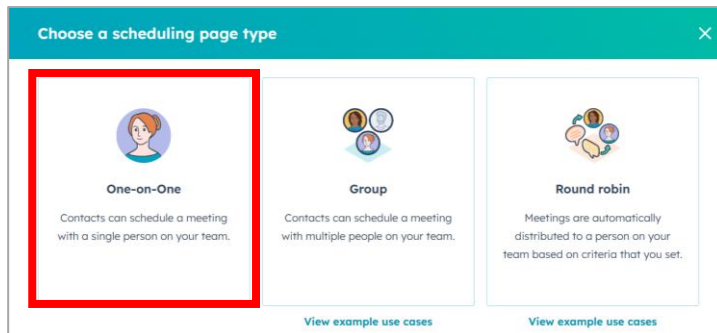 Choose a scheduling page type
One-on-One
Contacts can schedule a meeting
with a single person on your team.
Group
Contacts can schedule a meeting
with multiple people on your team.
View example use cases
Round robin
Meetings are automatically
distributed to a person on your
team based on criteria that you set.
View example use cases